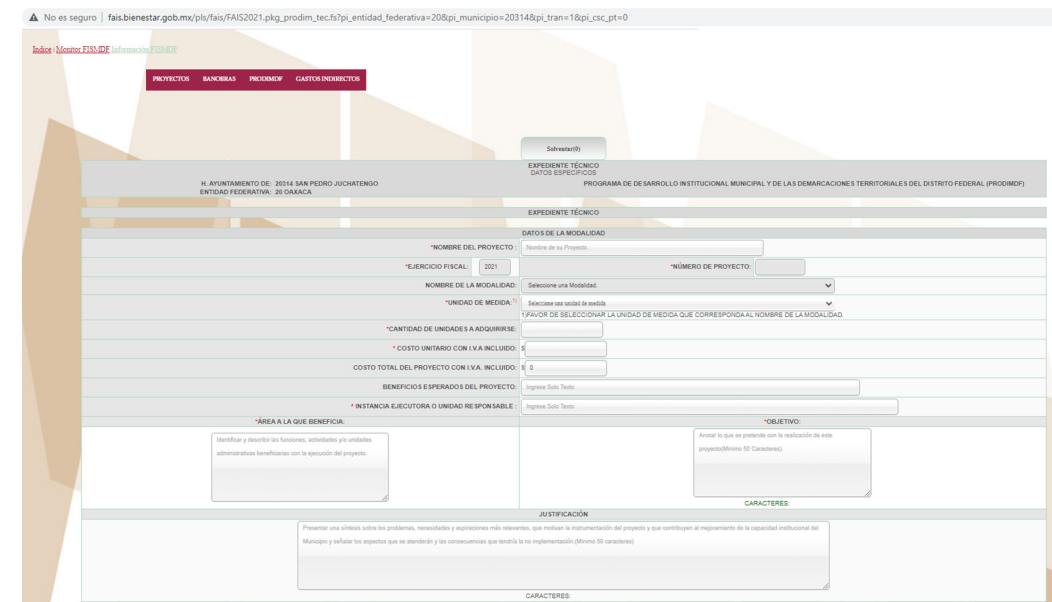 No es seguro | fais.bienestar.gob.mx/pls/fais/FAIS2021.pkg_prodim_tec.fs?pi_entidad_federativa=20&pi_municipio=20314&pi_tran=1&pi_csc_pt=0
Indice | Monitor FISMDF Información FISMDF
PROYECTOS BANOBRAS PRODIMDF GASTOS INDIRECTOS
Solventar(0)
EXPEDIENTE TÉCNICO
DATOS ESPECÍFICOS
H. AYUNTAMIENTO DE: 20314 SAN PEDRO JUCHATENGO
PROGRAMA DE DESARROLLO INSTITUCIONAL MUNICIPAL Y DE LAS DEMARCACIONES TERRITORIALES DEL DISTRITO FEDERAL (PRODIMDF)
ENTIDAD FEDERATIVA: 20 OAXACA
EXPEDIENTE TÉCNICO
DATOS DE LA MODALIDAD
*NOMBRE DEL PROYECTO : Nombre de su Proyecto
*EJERCICIO FISCAL: 2021 *NÚMERO DE PROYECTO:
NOMBRE DE LA MODALIDAD: Seleccione una Modalidad.
*UNIDAD DE MEDIDA:1) Seleccione una unidad de medida
1)FAVOR DE SELECCIONAR LA UNIDAD DE MEDIDA QUE CORRESPONDA AL NOMBRE DE LA MODALIDAD.
*CANTIDAD DE UNIDADES A ADQUIRIRSE:
* COSTO UNITARIO CON I.V.A INCLUIDO: $
COSTO TOTAL DEL PROYECTO CON I.V.A. INCLUIDO: $ 0
BENEFICIOS ESPERADOS DEL PROYECTO: Ingrese Solo Texto
* INSTANCIA EJECUTORA O UNIDAD RESPONSABLE : Ingrese Solo Texto
*ÁREA A LA QUE BENEFICIA: *OBJETIVO:
Identificar y describir las funciones, actividades y/o unidades
administrativas beneficiarias con la ejecución del proyecto.
Anotar lo que se pretende con la realización de este
proyecto(Mínimo 50 Caracteres)
CARACTERES:
JUSTIFICACIÓN
Presentar una síntesis sobre los problemas, necesidades y aspiraciones más relevantes, que motivan la instrumentación del proyecto y que contribuyen al mejoramiento de la capacidad institucional del
Municipio y señalar los aspectos que se atenderán y las consecuencias que tendría la no implementación.(Mínimo 50 caracteres)
CARACTERES: